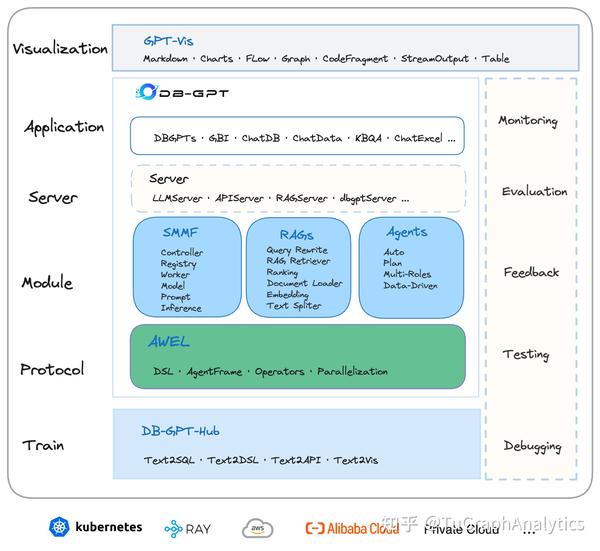 Visualization
GPT-Vis
Markdown · Charts · FLow · Graph · CodeFragment · StreamOutput · Table
DB-GPT
Application
DBGPTs · GBI · ChatDB · ChatData · KBQA · ChatExcel ...
Monitoring
Server
Server
LLMServer · APIServer · RAGServer · dbgptServer ...
Evaluation
Module
SMMF
Controller
Registry
Worker
Model
Prompt
Inference
RAGs
Query Rewrite
RAG Retriever
Ranking
Document Loader
Embedding
Text Spliter
Agents
Auto
Plan
Multi-Roles
Data-Driven
Feedback
Protocol
AWEL
DSL · AgentFrame · Operators · Parallelization
Testing
Train
DB-GPT-Hub
Text2SQL · Text2DSL · Text2API · Text2Vis
Debugging
kubernetes
RAY
aws
Alibaba Cloud
Private Cloud
...
知乎 @TuGraphAnalytics